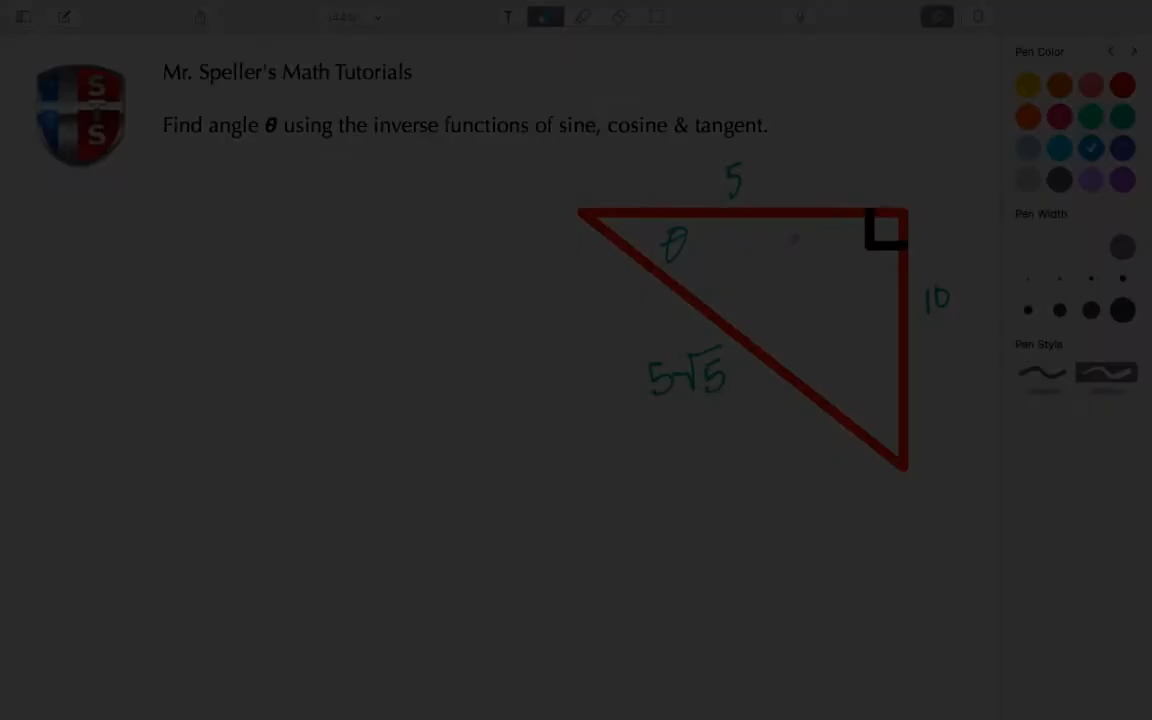 144%
T
Pen Color
S
T
S
Mr. Speller's Math Tutorials
Find angle θ using the inverse functions of sine, cosine & tangent.
5
θ
Pen Width
10
5√5
Pen Style